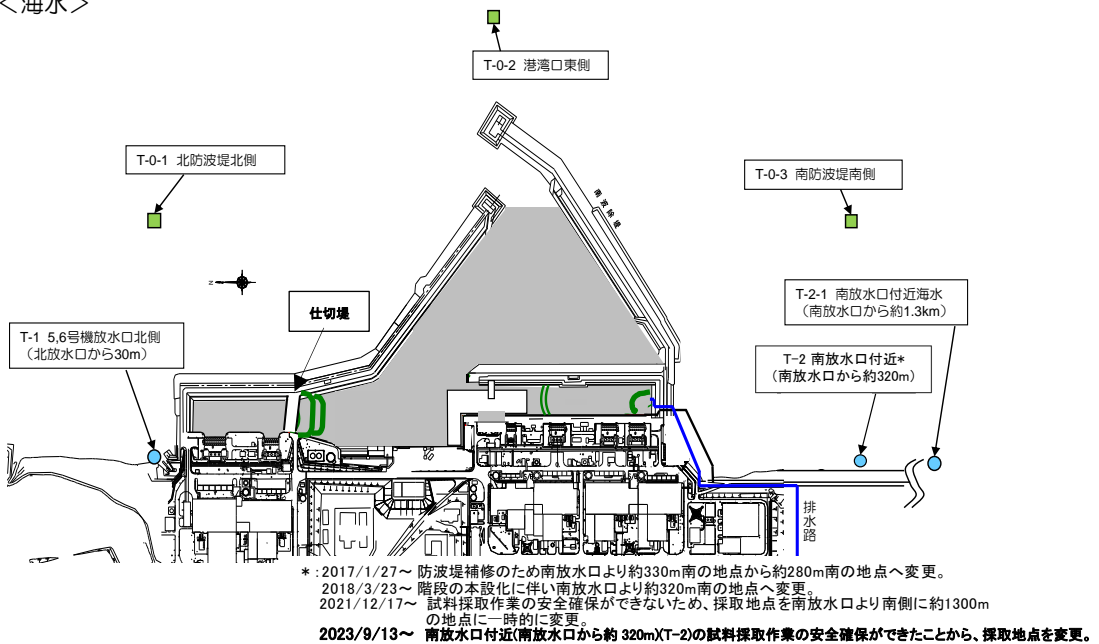 ＜海水＞
T-0-2 港湾口東側
T-0-1 北防波堤北側
T-0-3 南防波堤南側
南波除堤
N
仕切堤
T-2-1 南放水口付近海水
（南放水口から約1.3km）
T-1 5,6号機放水口北側
（北放水口から30m）
T-2 南放水口付近*
（南放水口から約320m）
排水路
*：2017/1/27～ 防波堤補修のため南放水口より約330m南の地点から約280m南の地点へ変更。
2018/3/23～ 階段の本設化に伴い南放水口より約320m南の地点へ変更。
2021/12/17～ 試料採取作業の安全確保ができないため、採取地点を南放水口より南側に約1300m
の地点に一時的に変更。
2023/9/13～ 南放水口付近(南放水口から約 320m)(T-2)の試料採取作業の安全確保ができたことから、採取地点を変更。